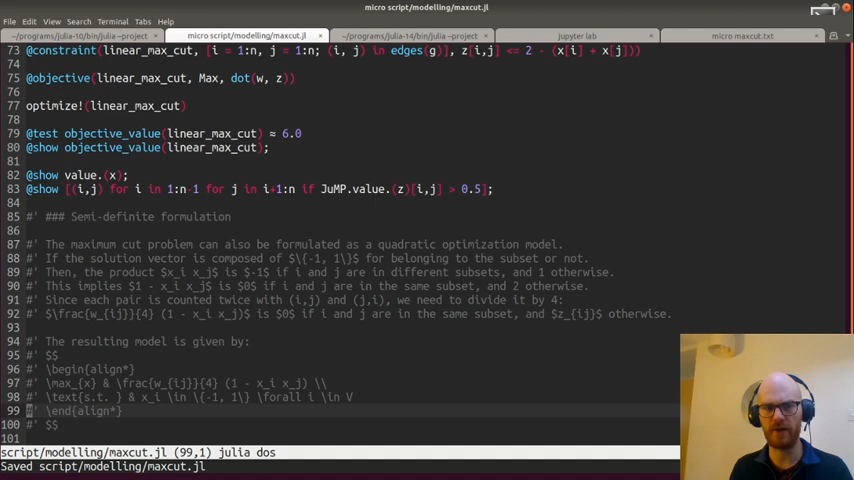 micro script/modelling/maxcut.jl
File Edit View Search Terminal Tabs Help
~/programs/julia-10/bin/julia –project × micro script/modelling/maxcut.jl × ~/programs/julia-14/bin/julia –project × jupyter lab × micro macrocut.txt ×
73 @constraint(linear_max_cut, [i = 1:n, j = 1:n; (i, j) in edges(g)], z[i,j] <= 2 - (x[i] + x[j]))
74
75 @objective(linear_max_cut, Max, dot(w, z))
76
77 optimize!(linear_max_cut)
78
79 @test objective_value(linear_max_cut) ≈ 6.0
80 @show objective_value(linear_max_cut);
81
82 @show value.(x);
83 @show [(i,j) for i in 1:n-1 for j in i+1:n if JuMP.value.(z)[i,j] > 0.5];
84
85 #' ### Semi-definite formulation
86
87 #' The maximum cut problem can also be formulated as a quadratic optimization model.
88 #' If the solution vector is composed of $\{-1, 1\}$ for belonging to the subset or not.
89 #' Then, the product $x_i x_j$ is $-1$ if i and j are in different subsets, and 1 otherwise.
90 #' This implies $1 - x_i x_j$ is $0$ if i and j are in the same subset, and 2 otherwise.
91 #' Since each pair is counted twice with (i,j) and (j,i), we need to divide it by 4:
92 #' $\frac{w_{ij}}{4} (1 - x_i x_j)$ is $0$ if i and j are in the same subset, and $z_{ij}$ otherwise.
93
94 #' The resulting model is given by:
95 #' $$
96 #' \begin{align*}
97 #' \max_{x} & \frac{w_{ij}}{4} (1 - x_i x_j) \\
98 #' \text{s.t. } & x_i \in \{-1, 1\} \forall i \in V
99 #' \end{align*}
100 #' $$
101
script/modelling/maxcut.jl (99,1) julia dos
Saved script/modelling/maxcut.jl